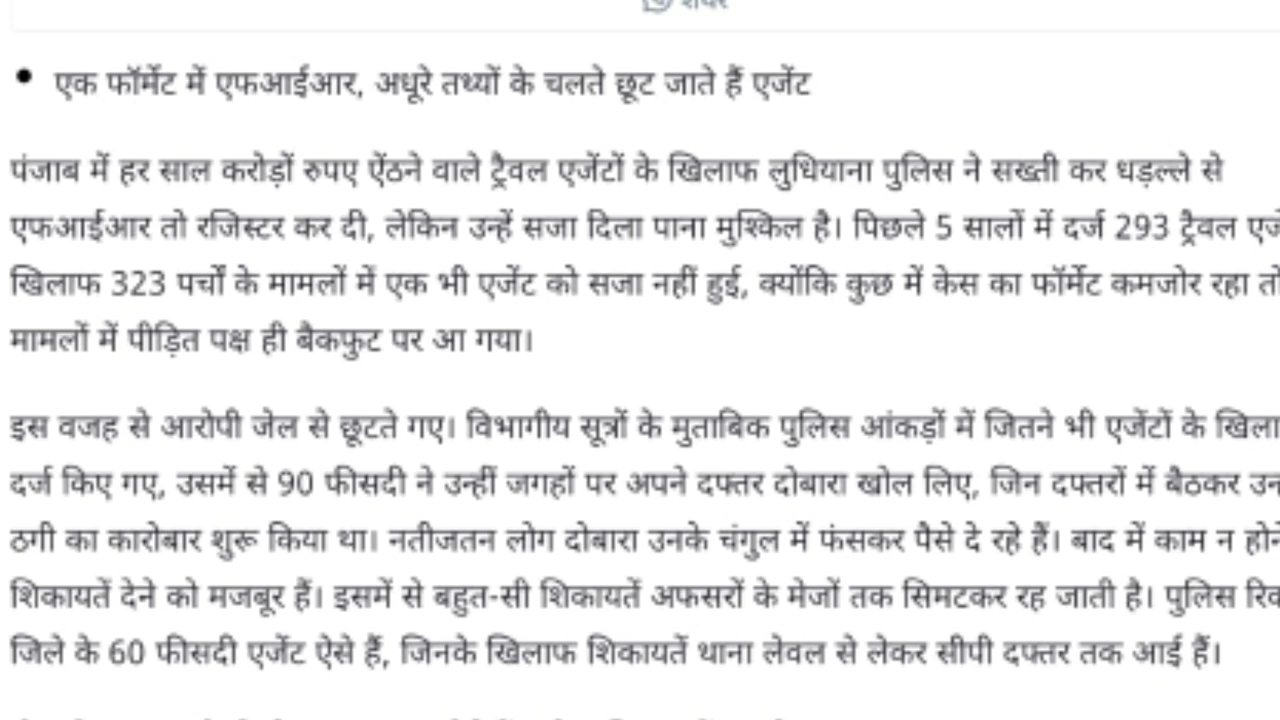 शेयर
• एक फॉर्मेट में एफआईआर, अधूरे तथ्यों के चलते छूट जाते हैं एजेंट
पंजाब में हर साल करोड़ों रुपए ऐंठने वाले ट्रैवल एजेंटों के खिलाफ लुधियाना पुलिस ने सख्ती कर धड़ल्ले से
एफआईआर तो रजिस्टर कर दी, लेकिन उन्हें सजा दिला पाना मुश्किल है। पिछले 5 सालों में दर्ज 293 ट्रैवल
खिलाफ 323 पर्चों के मामलों में एक भी एजेंट को सजा नहीं हुई, क्योंकि कुछ में केस का फॉर्मेट कमजोर रहा तो
मामलों में पीड़ित पक्ष ही बैकफुट पर आ गया।
इस वजह से आरोपी जेल से छूटते गए। विभागीय सूत्रों के मुताबिक पुलिस आंकड़ों में जितने भी एजेंटों के
दर्ज किए गए, उसमें से 90 फीसदी ने उन्हीं जगहों पर अपने दफ्तर दोबारा खोल लिए, जिन दफ्तरों में बैठकर
ठगी का कारोबार शुरू किया था। नतीजतन लोग दोबारा उनके चंगुल में फंसकर पैसे दे रहे हैं। बाद में काम न
शिकायतें देने को मजबूर हैं। इसमें से बहुत-सी शिकायतें अफसरों के मेजों तक सिमटकर रह जाती है। पुलिस
जिले के 60 फीसदी एजेंट ऐसे हैं, जिनके खिलाफ शिकायतें थाना लेवल से लेकर सीपी दफ्तर तक आई हैं।